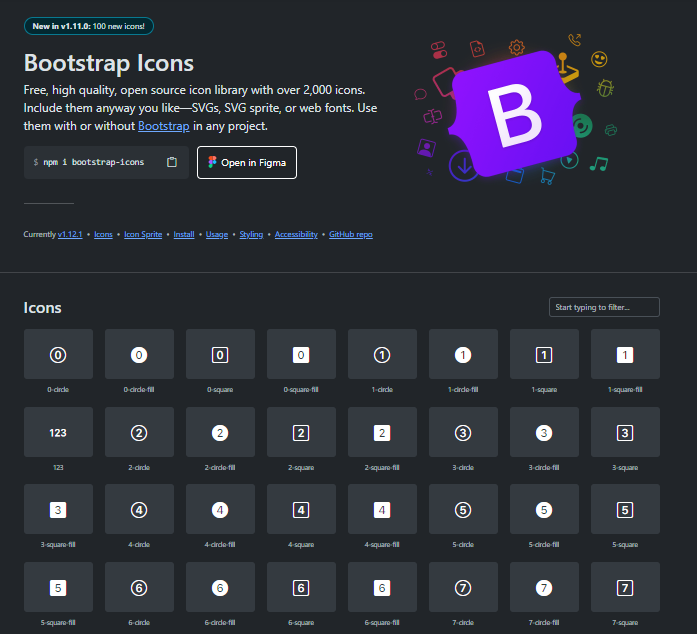 New in v1.11.0: 100 new icons!
Bootstrap Icons
Free, high quality, open source icon library with over 2,000 icons.
Include them anyway you like—SVGs, SVG sprite, or web fonts. Use
them with or without Bootstrap in any project.
$ npm i bootstrap-icons
Open in Figma
B
Currently v1.12.1 • Icons • Icon Sprite • Install • Usage • Styling • Accessibility • GitHub repo
Icons
Start typing to filter...
0 0 0 0 1 1 1 1
0-circle 0-circle-fill 0-square 0-square-fill 1-circle 1-circle-fill 1-square 1-square-fill
123 2 2 2 2 3 3 3
123 2-circle 2-circle-fill 2-square 2-square-fill 3-circle 3-circle-fill 3-square
3 4 4 4 4 5 5 5
3-square-fill 4-circle 4-circle-fill 4-square 4-square-fill 5-circle 5-circle-fill 5-square
5 6 6 6 6 7 7 7
5-square-fill 6-circle 6-circle-fill 6-square 6-square-fill 7-circle 7-circle-fill 7-square